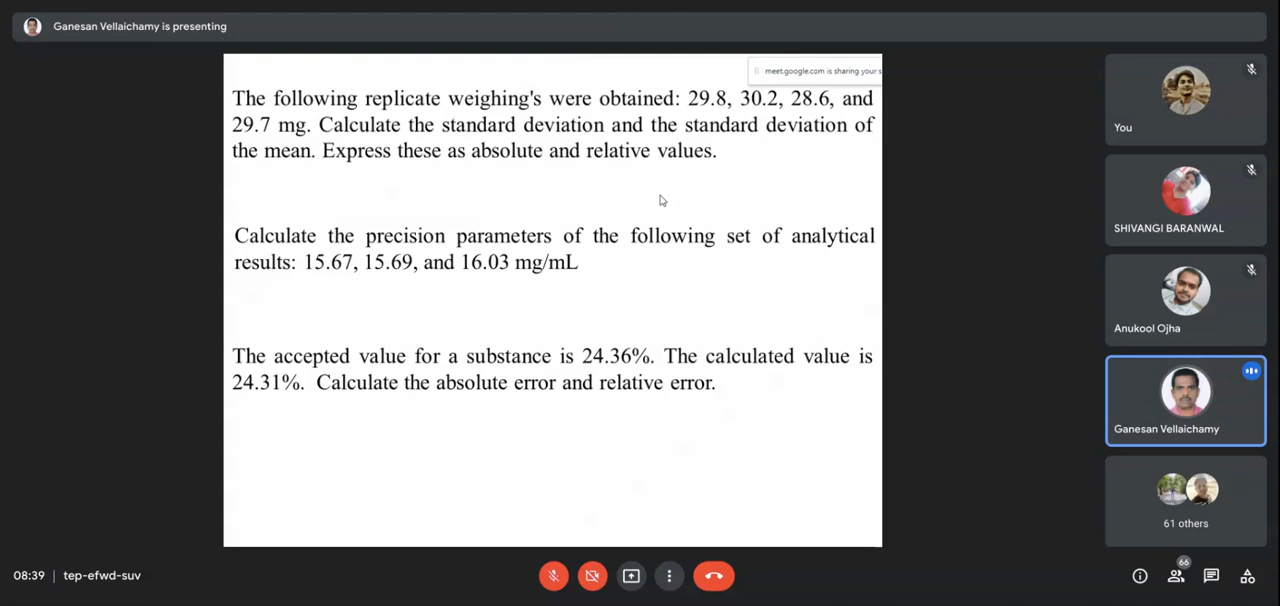 Ganesan Vellaichamy is presenting
meet.google.com is sharing your s
The following replicate weighing's were obtained: 29.8, 30.2, 28.6, and
29.7 mg. Calculate the standard deviation and the standard deviation of
the mean. Express these as absolute and relative values.
Calculate the precision parameters of the following set of analytical
results: 15.67, 15.69, and 16.03 mg/mL
The accepted value for a substance is 24.36%. The calculated value is
24.31%. Calculate the absolute error and relative error.
You
SHIVANGI BARANWAL
Anukool Ojha
Ganesan Vellaichamy
61 others
08:39 | tep-efwd-suv
66